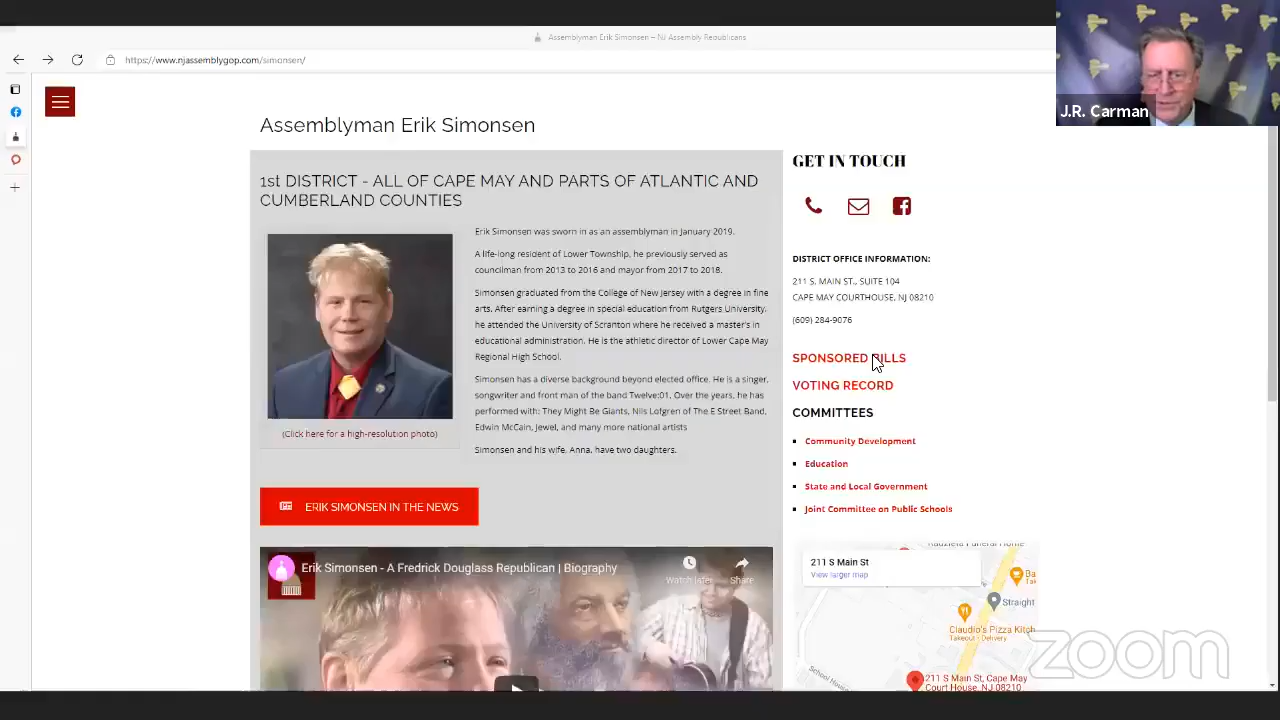 Assemblyman Erik Simonsen – NJ Assembly Republicans
https://www.njassemblygop.com/simonsen/
J.R. Carman
Assemblyman Erik Simonsen
1st DISTRICT - ALL OF CAPE MAY AND PARTS OF ATLANTIC AND
CUMBERLAND COUNTIES
Erik Simonsen was sworn in as an assemblyman in January 2019.
A life-long resident of Lower Township, he previously served as
councilman from 2013 to 2016 and mayor from 2017 to 2018.
Simonsen graduated from the College of New Jersey with a degree in fine
arts. After earning a degree in special education from Rutgers University,
he attended the University of Scranton where he received a master's in
educational administration. He is the athletic director of Lower Cape May
Regional High School.
Simonsen has a diverse background beyond elected office. He is a singer,
songwriter and front man of the band Twelve:01. Over the years, he has
performed with: They Might Be Giants, Nils Lofgren of The E Street Band,
Edwin McCain, Jewel, and many more national artists
Simonsen and his wife, Anna, have two daughters.
(Click here for a high-resolution photo)
ERIK SIMONSEN IN THE NEWS
Erik Simonsen - A Fredrick Douglass Republican | Biography
Watch later
Share
GET IN TOUCH
DISTRICT OFFICE INFORMATION:
211 S. MAIN ST., SUITE 104
CAPE MAY COURTHOUSE, NJ 08210
(609) 284-9076
SPONSORED BILLS
VOTING RECORD
COMMITTEES
Community Development
Education
State and Local Government
Joint Committee on Public Schools
Funeral Home
211 S Main St
View larger map
Straight
Claudio's Pizza Kitch
Takeout · Delivery
211 S Main St, Cape May
Court House, NJ 08210
zoom